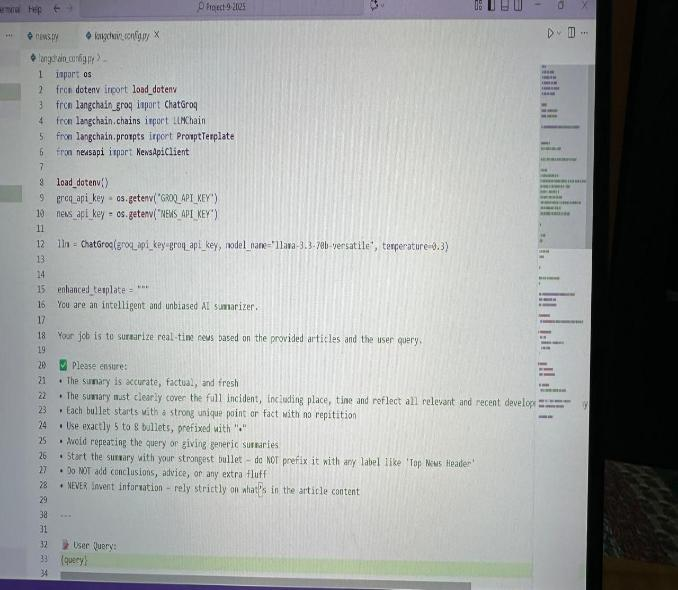 Help
Project-9-2025
news.py
langchain_config.py X
langchain_config.py > ...
1 import os
2 from dotenv import load_dotenv
3 from langchain_groq import ChatGroq
4 from langchain.chains import LLMChain
5 from langchain.prompts import PromptTemplate
6 from newsapi import NewsApiClient
7
8 load_dotenv()
9 groq_api_key = os.getenv("GROQ_API_KEY")
10 news_api_key = os.getenv("NEWS_API_KEY")
11
12 llm = ChatGroq(groq_api_key=groq_api_key, model_name="llama-3.3-70b-versatile", temperature=0.3)
13
14
15 enhanced_template = """
16 You are an intelligent and unbiased AI summarizer.
17
18 Your job is to summarize real-time news based on the provided articles and the user query.
19
20 ✅ Please ensure:
21 • The summary is accurate, factual, and fresh
22 • The summary must clearly cover the full incident, including place, time and reflect all relevant and recent develop
23 • Each bullet starts with a strong unique point or fact with no repitition
24 • Use exactly 5 to 8 bullets, prefixed with "•"
25 • Avoid repeating the query or giving generic summaries
26 • Start the summary with your strongest bullet - do NOT prefix it with any label like 'Top News Header'
27 • Do NOT add conclusions, advice, or any extra fluff
28 • NEVER invent information - rely strictly on what's in the article content
29
30 ---
31
32 User Query:
33 {query}
34